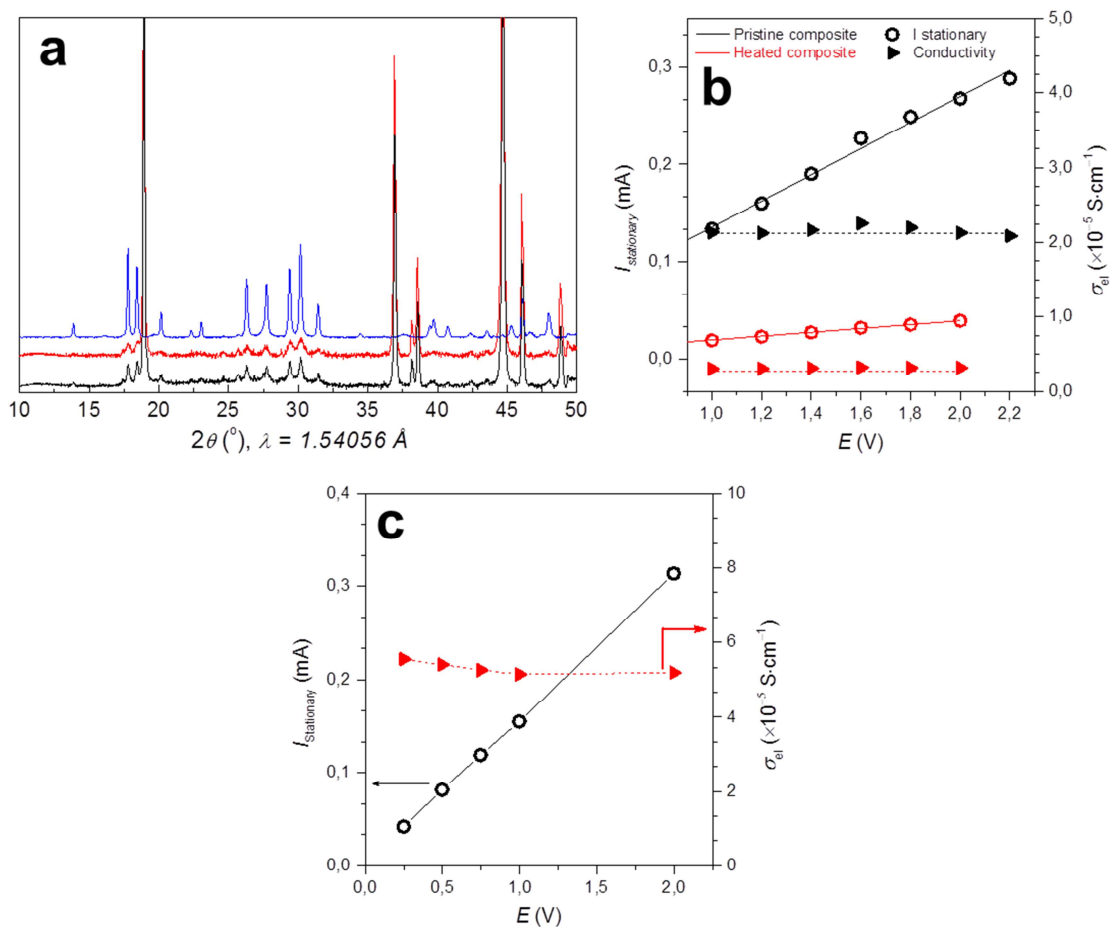 a
10 15 20 25 30 35 40 45 50
2θ (°), λ = 1.54056 Å
b
Pristine composite
Heated composite
I stationary
Conductivity
0,3
0,2
0,1
0,0
I stationary (mA)
5,0
4,0
3,0
2,0
1,0
0,0
σel (×10⁻⁵ S·cm⁻¹)
1,0 1,2 1,4 1,6 1,8 2,0 2,2
E (V)
c
0,4
0,3
0,2
0,1
0,0
I Stationary (mA)
10
8
6
4
2
0
σel (×10⁻⁵ S·cm⁻¹)
0,0 0,5 1,0 1,5 2,0
E (V)